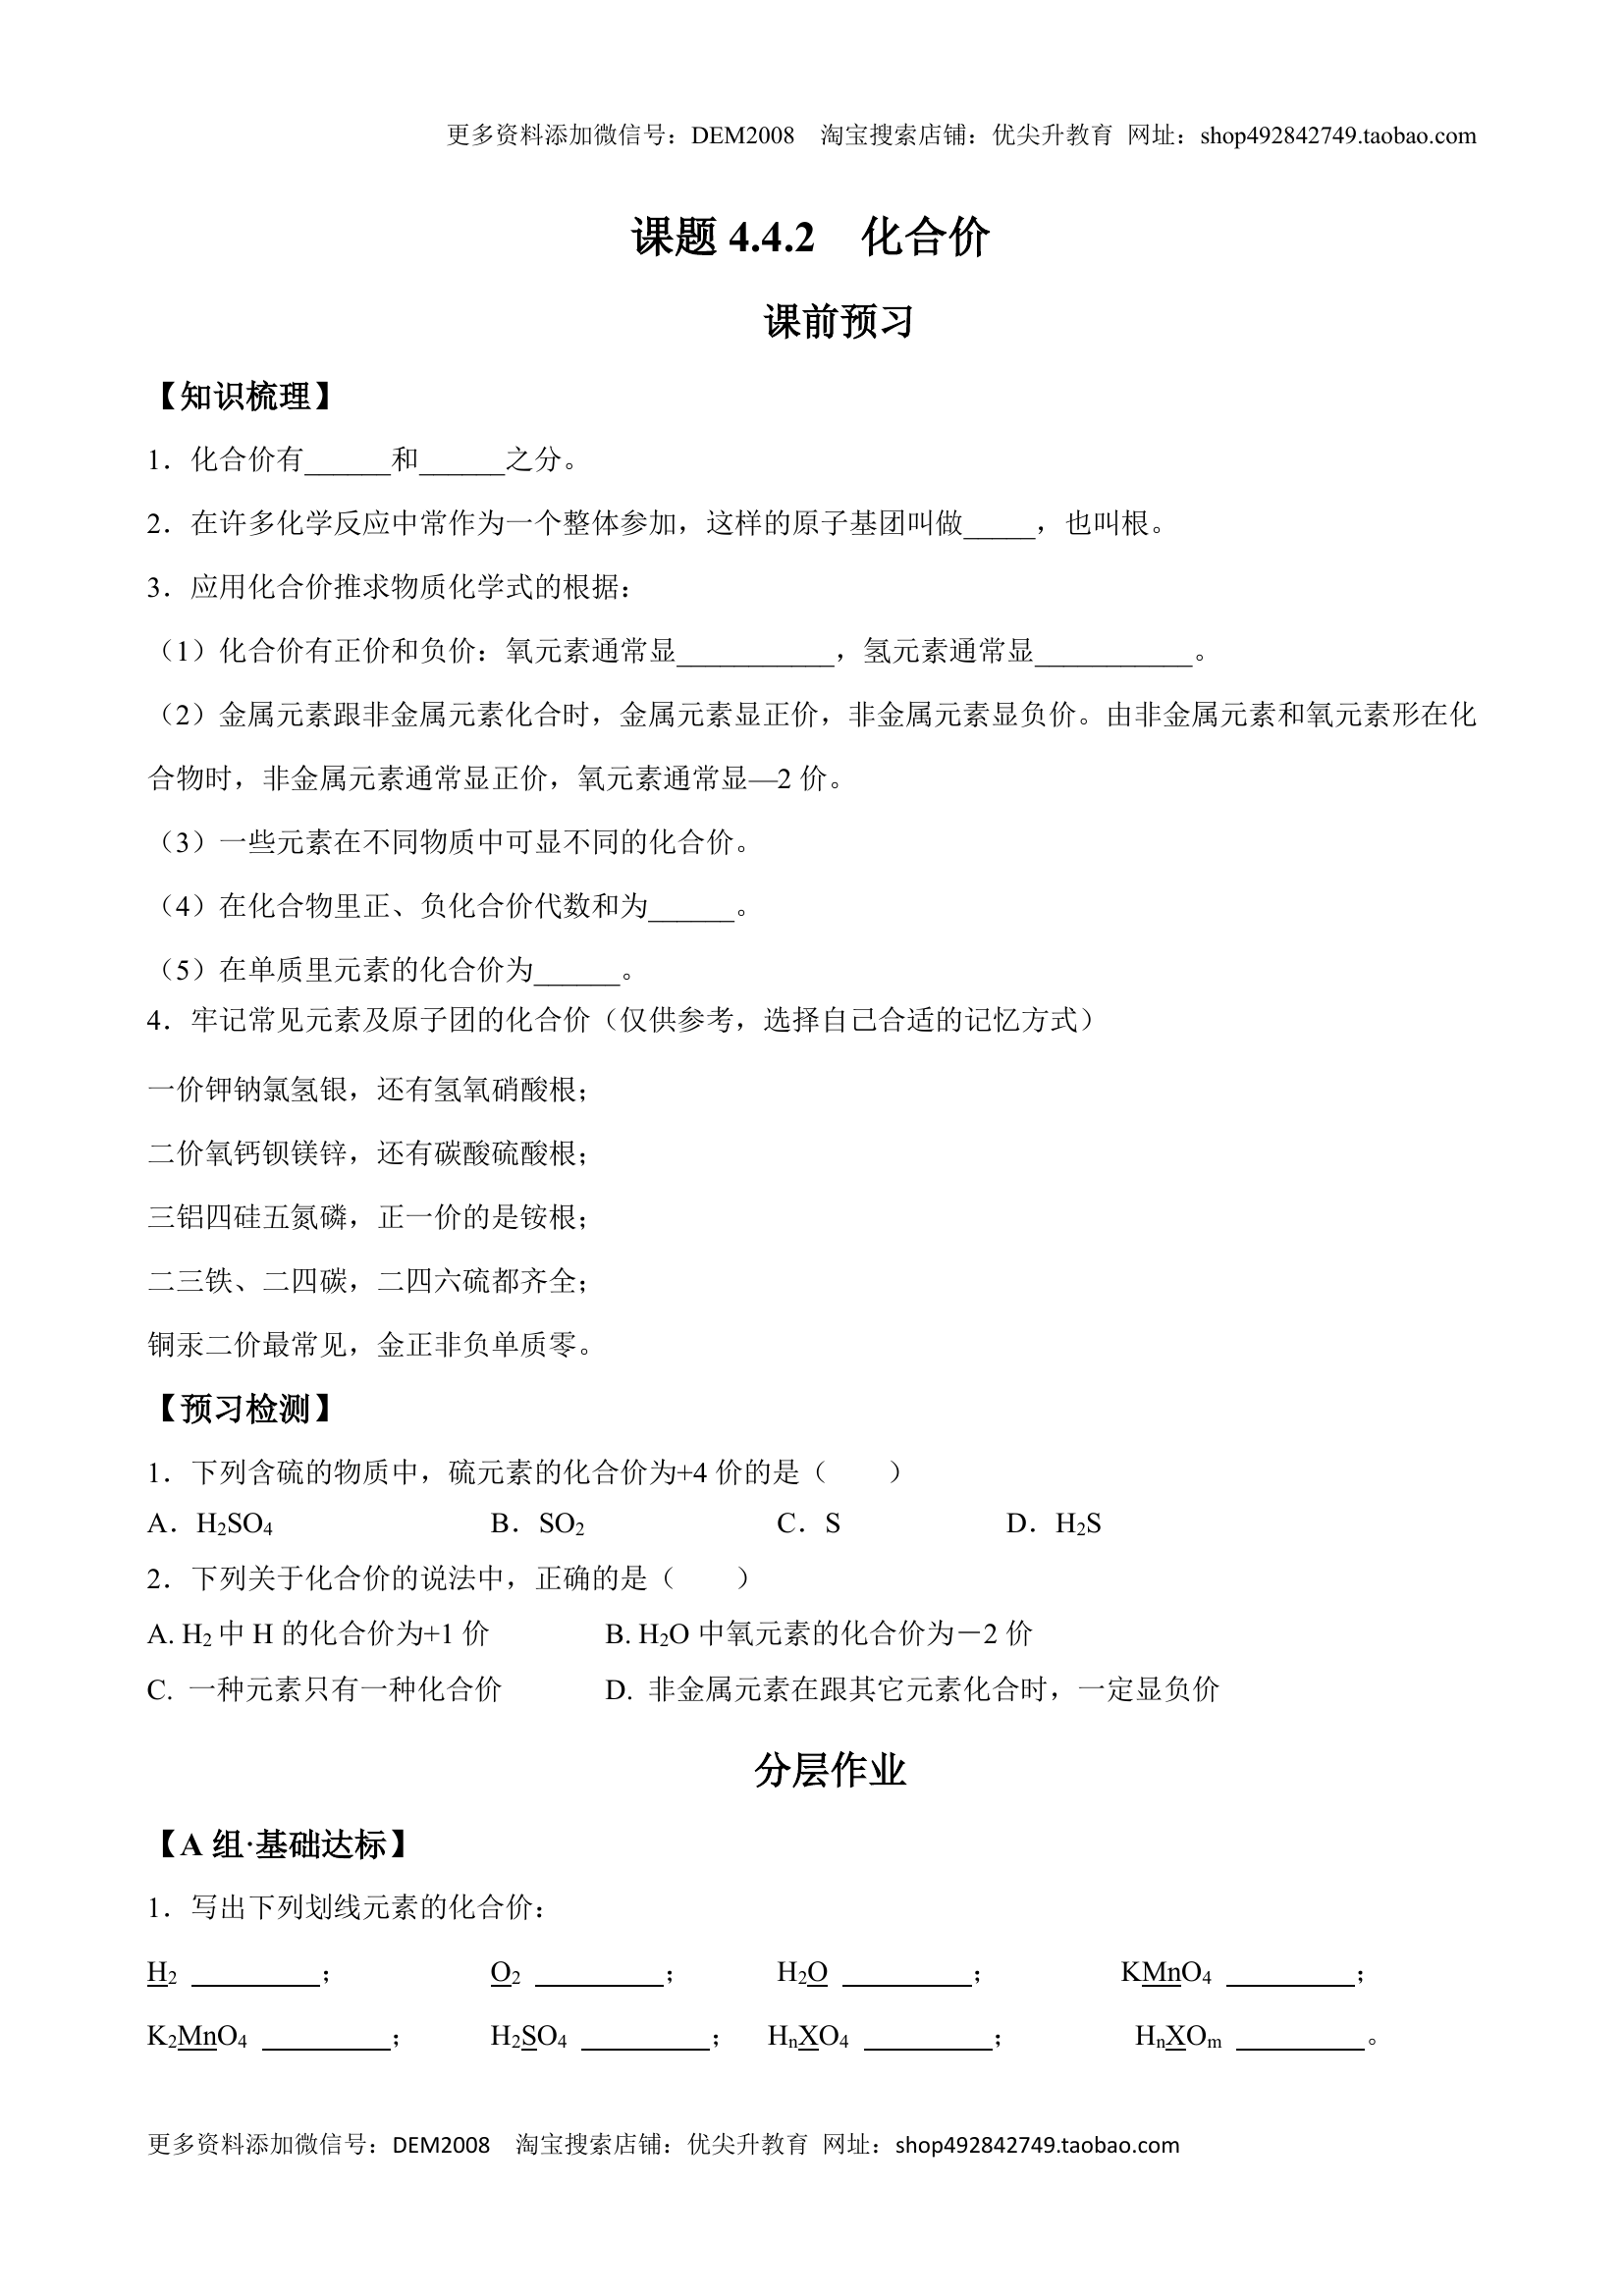 更多资料添加微信号：DEM2008 淘宝搜索店铺：优尖升教育 网址：shop492842749.taobao.com
课题 4.4.2 化合价
课前预习
【知识梳理】
1．化合价有______和______之分。
2．在许多化学反应中常作为一个整体参加，这样的原子基团叫做_____，也叫根。
3．应用化合价推求物质化学式的根据：
（1）化合价有正价和负价：氧元素通常显___________，氢元素通常显___________。
（2）金属元素跟非金属元素化合时，金属元素显正价，非金属元素显负价。由非金属元素和氧元素形在化
合物时，非金属元素通常显正价，氧元素通常显—2 价。
（3）一些元素在不同物质中可显不同的化合价。
（4）在化合物里正、负化合价代数和为______。
（5）在单质里元素的化合价为______。
4．牢记常见元素及原子团的化合价（仅供参考，选择自己合适的记忆方式）
一价钾钠氯氢银，还有氢氧硝酸根；
二价氧钙钡镁锌，还有碳酸硫酸根；
三铝四硅五氮磷，正一价的是铵根；
二三铁、二四碳，二四六硫都齐全；
铜汞二价最常见，金正非负单质零。
【预习检测】
1．下列含硫的物质中，硫元素的化合价为+4 价的是（　　）
A．H₂SO₄ B．SO₂ C．S D．H₂S
2．下列关于化合价的说法中，正确的是（　　）
A. H₂ 中 H 的化合价为+1 价 B. H₂O 中氧元素的化合价为－2 价
C. 一种元素只有一种化合价 D. 非金属元素在跟其它元素化合时，一定显负价
分层作业
【A 组·基础达标】
1．写出下列划线元素的化合价：
H₂ _________； O₂ _________； H₂O _________； KMnO₄ _________；
K₂MnO₄ _________； H₂SO₄ _________； HₙXO₄ _________； HₙXOₘ _________。
更多资料添加微信号：DEM2008 淘宝搜索店铺：优尖升教育 网址：shop492842749.taobao.com